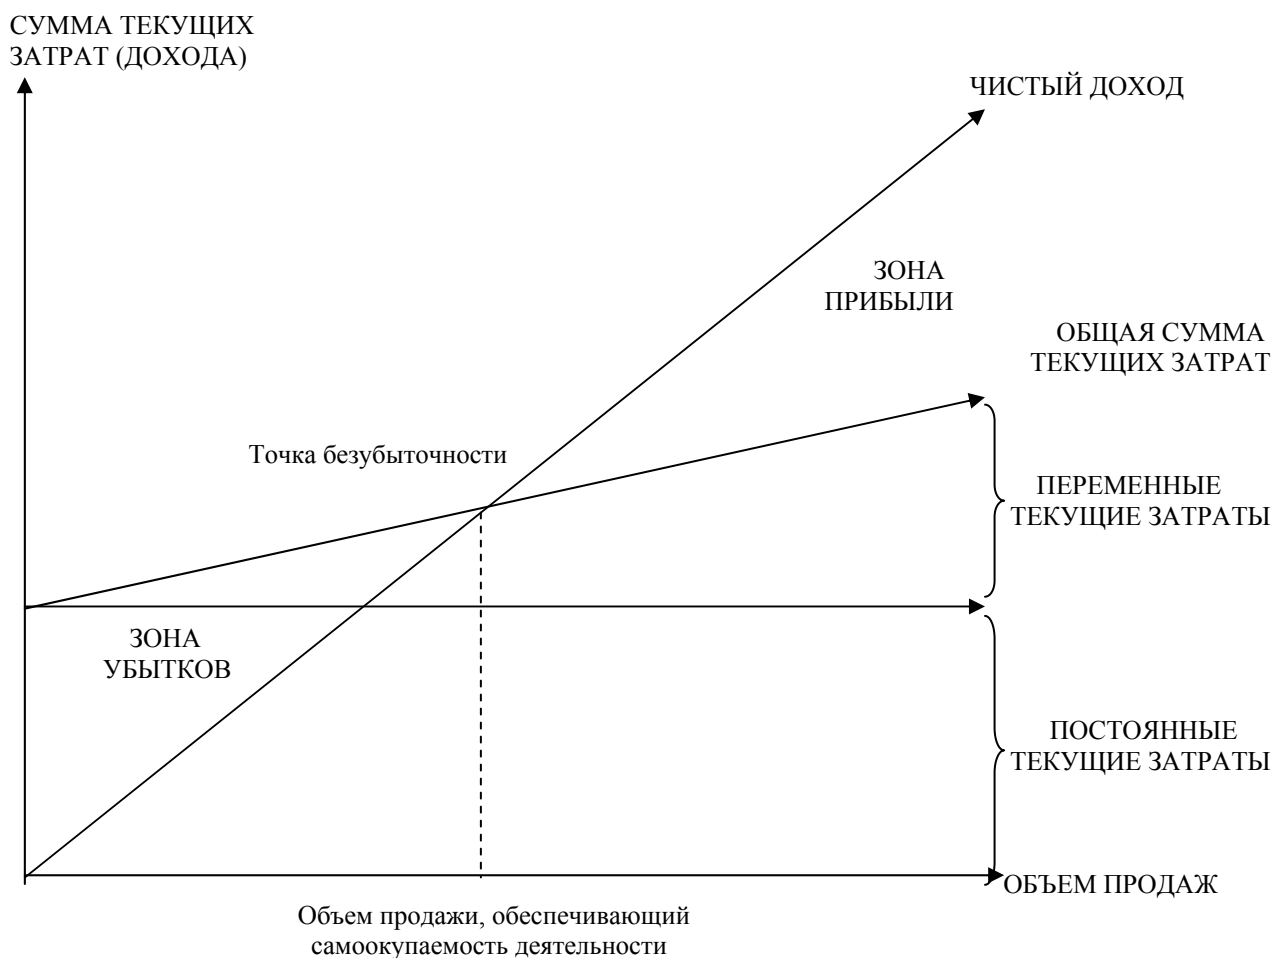 СУММА ТЕКУЩИХ
ЗАТРАТ (ДОХОДА)
ЧИСТЫЙ ДОХОД
ЗОНА
ПРИБЫЛИ
ОБЩАЯ СУММА
ТЕКУЩИХ ЗАТРАТ
Точка безубыточности
ПЕРЕМЕННЫЕ
ТЕКУЩИЕ ЗАТРАТЫ
ЗОНА
УБЫТКОВ
ПОСТОЯННЫЕ
ТЕКУЩИЕ ЗАТРАТЫ
ОБЪЕМ ПРОДАЖ
Объем продажи, обеспечивающий
самоокупаемость деятельности